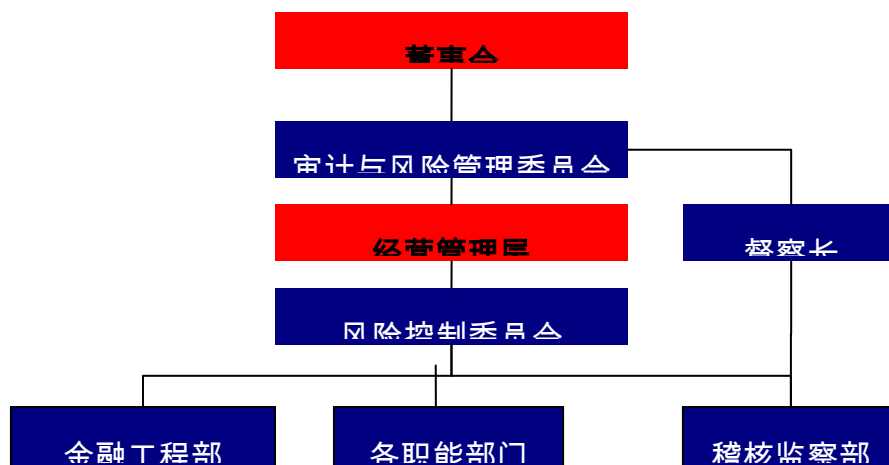 董事会
审计与风险管理委员会
经营管理层
督察长
风险控制委员会
金融工程部
各职能部门
稽核监察部